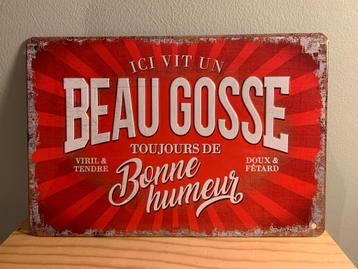 ICI VIT UN
BEAU GOSSE
TOUJOURS DE
VIRIL &
TENDRE
Bonne
humeur
DOUX &
FÊTARD